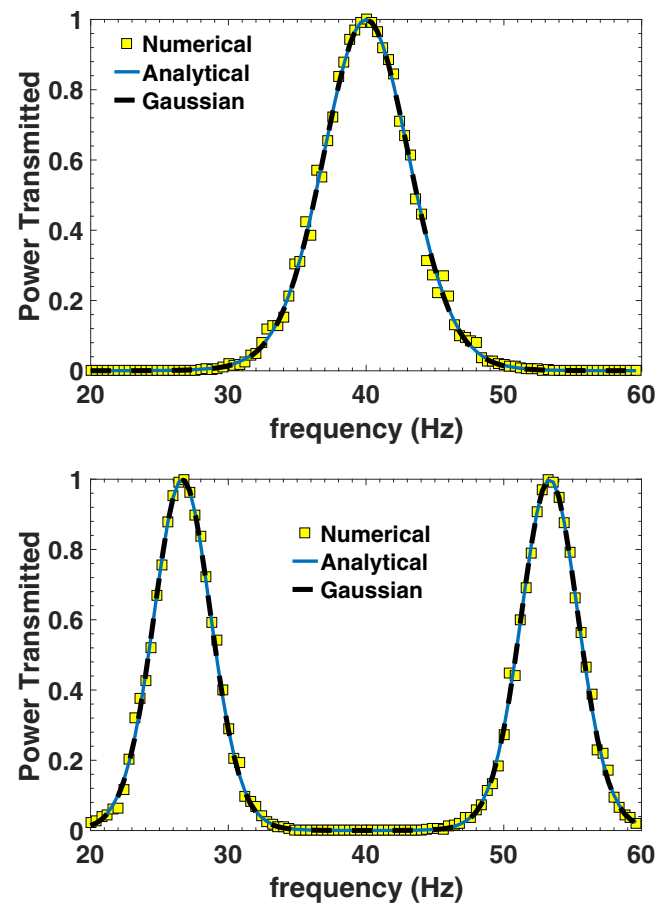 1
Numerical
0.8
Analytical
Gaussian
0.6
0.4
0.2
0
20 30 40 50 60
Power Transmitted
frequency (Hz)
1
Numerical
0.8
Analytical
Gaussian
0.6
0.4
0.2
0
20 30 40 50 60
Power Transmitted
frequency (Hz)